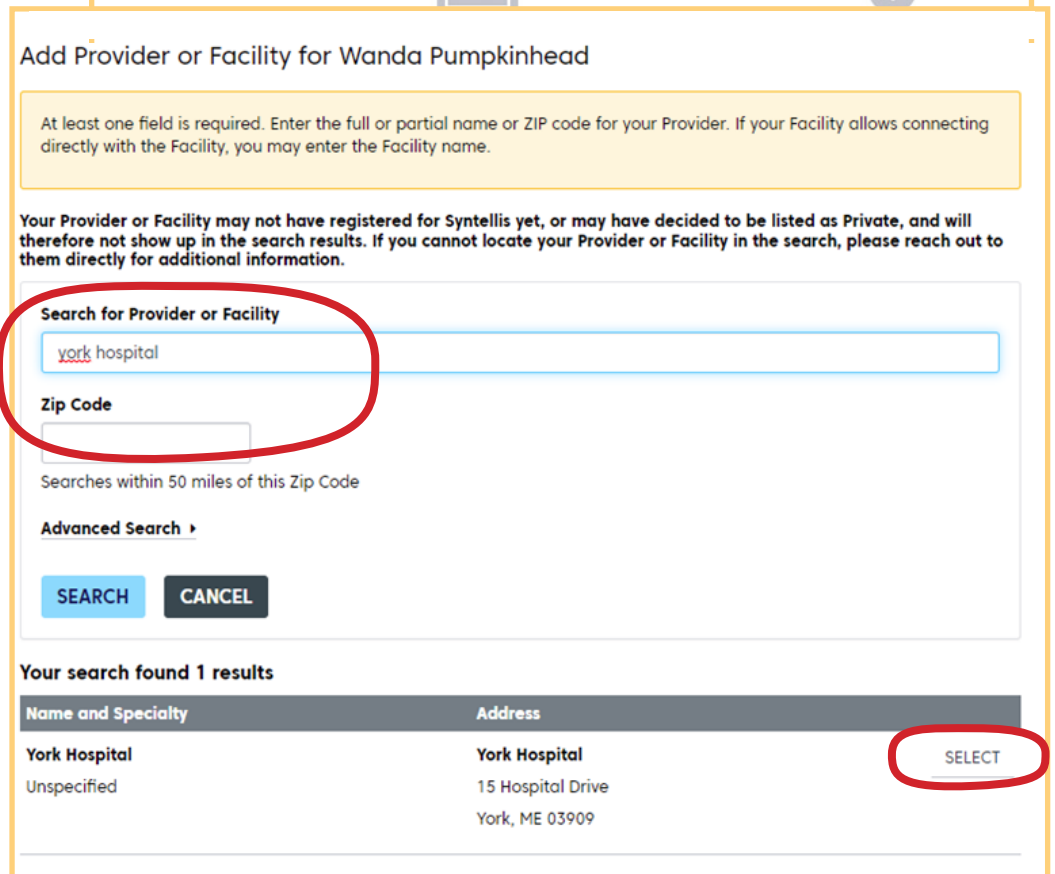 Add Provider or Facility for Wanda Pumpkinhead
At least one field is required. Enter the full or partial name or ZIP code for your Provider. If your Facility allows connecting
directly with the Facility, you may enter the Facility name.
Your Provider or Facility may not have registered for Syntellis yet, or may have decided to be listed as Private, and will
therefore not show up in the search results. If you cannot locate your Provider or Facility in the search, please reach out to
them directly for additional information.
Search for Provider or Facility
york hospital
Zip Code
Searches within 50 miles of this Zip Code
Advanced Search
SEARCH CANCEL
Your search found 1 results
Name and Specialty Address
York Hospital York Hospital SELECT
Unspecified 15 Hospital Drive
York, ME 03909